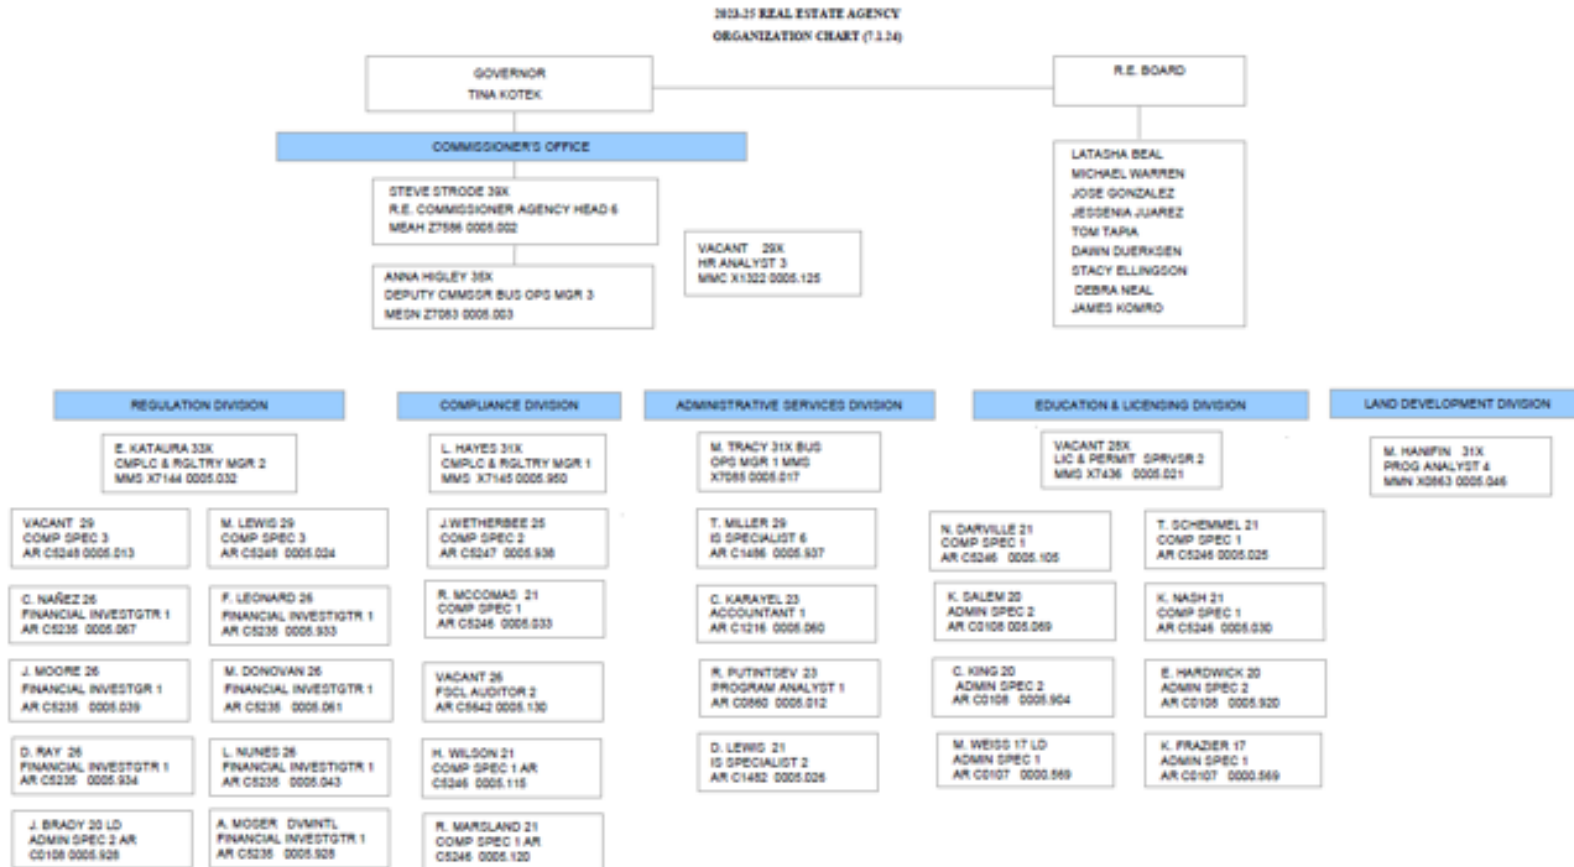 2023-25 REAL ESTATE AGENCY
ORGANIZATION CHART (7.1.24)
GOVERNOR
TINA KOTEK
R.E. BOARD
COMMISSIONER'S OFFICE
STEVE STRODE 39X
R.E. COMMISSIONER AGENCY HEAD 6
MEAH Z7586 0005.002
ANNA HIGLEY 35X
DEPUTY CMMSSR BUS OPS MGR 3
MESN Z7083 0005.003
VACANT 29X
HR ANALYST 3
MMC X1322 0005.125
LATASHA BEAL
MICHAEL WARREN
JOSE GONZALEZ
JESSENIA JUAREZ
TOM TAPIA
DAWN DUERKSEN
STACY ELLINGSON
DEBRA NEAL
JAMES KOMRO
REGULATION DIVISION
E. KATAURA 33X
CMPLC & RGLTRY MGR 2
MMS X7144 0005.032
VACANT 29
COMP SPEC 3
AR C5248 0005.013
M. LEWIS 29
COMP SPEC 3
AR C5248 0005.024
C. NAÑEZ 26
FINANCIAL INVESTGTR 1
AR C5235 0005.067
F. LEONARD 26
FINANCIAL INVESTIGTR 1
AR C5235 0005.933
J. MOORE 26
FINANCIAL INVESTGR 1
AR C5235 0005.039
M. DONOVAN 26
FINANCIAL INVESTGTR 1
AR C5235 0005.061
D. RAY 26
FINANCIAL INVESTGTR 1
AR C5235 0005.934
L. NUNES 26
FINANCIAL INVESTIGTR 1
AR C5235 0005.043
J. BRADY 20 LD
ADMIN SPEC 2 AR
C0108 0005.928
A. MOSER DVMNTL
FINANCIAL INVESTGTR 1
AR C5235 0005.928
COMPLIANCE DIVISION
L. HAYES 31X
CMPLC & RGLTRY MGR 1
MMS X7145 0005.950
J.WETHERBEE 25
COMP SPEC 2
AR C5247 0005.938
R. MCCOMAS 21
COMP SPEC 1
AR C5246 0005.033
VACANT 26
FSCL AUDITOR 2
AR C5642 0005.130
H. WILSON 21
COMP SPEC 1 AR
C5246 0005.115
R. MARSLAND 21
COMP SPEC 1 AR
C5246 0005.120
ADMINISTRATIVE SERVICES DIVISION
M. TRACY 31X BUS
OPS MGR 1 MMS
X7085 0005.017
T. MILLER 29
IS SPECIALIST 6
AR C1486 0005.937
C. KARAYEL 23
ACCOUNTANT 1
AR C1216 0005.060
R. PUTINTSEV 23
PROGRAM ANALYST 1
AR C0860 0005.012
D. LEWIS 21
IS SPECIALIST 2
AR C1482 0005.026
EDUCATION & LICENSING DIVISION
VACANT 28X
LIC & PERMIT SPRVSR 2
MMS X7436 0005.021
N. DARVILLE 21
COMP SPEC 1
AR C5246 0005.105
T. SCHEMMEL 21
COMP SPEC 1
AR C5246 0005.025
K. SALEM 20
ADMIN SPEC 2
AR C0108 005.069
K. NASH 21
COMP SPEC 1
AR C5246 0005.030
C. KING 20
ADMIN SPEC 2
AR C0108 0005.904
E. HARDWICK 20
ADMIN SPEC 2
AR C0108 0005.920
M. WEISS 17 LD
ADMIN SPEC 1
AR C0107 0000.569
K. FRAZIER 17
ADMIN SPEC 1
AR C0107 0000.569
LAND DEVELOPMENT DIVISION
M. HANIFIN 31X
PROG ANALYST 4
MMN X0863 0005.046